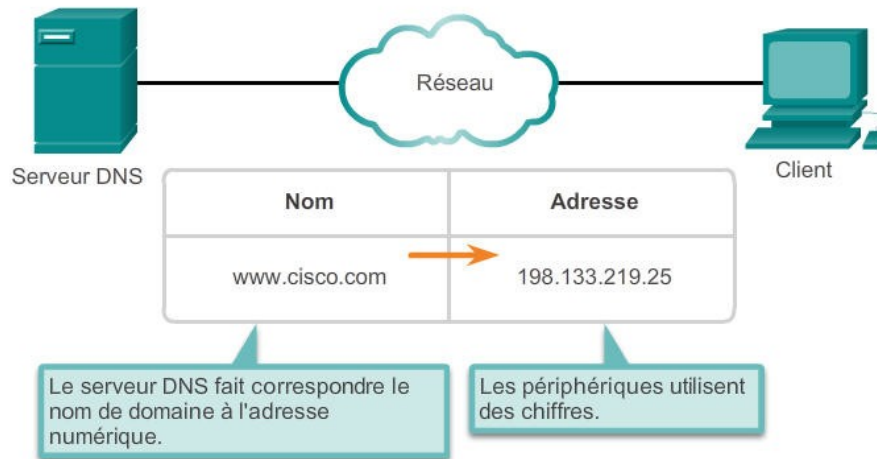 Réseau
Serveur DNS
Client
Nom
Adresse
www.cisco.com
198.133.219.25
Le serveur DNS fait correspondre le
nom de domaine à l'adresse
numérique.
Les périphériques utilisent
des chiffres.